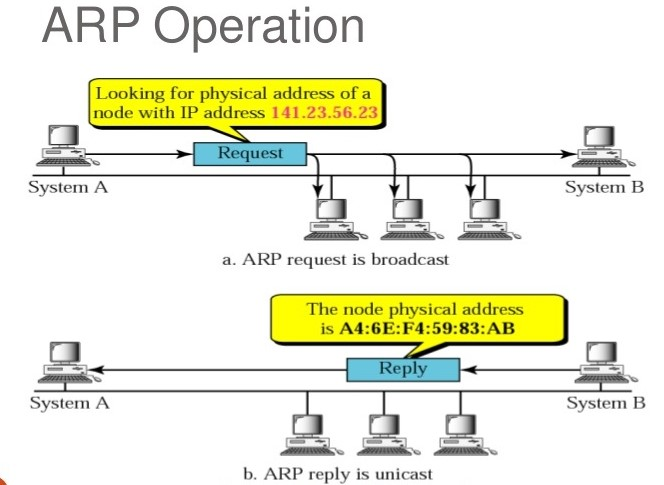 ARP Operation
Looking for physical address of a
node with IP address 141.23.56.23
Request
System A
System B
a. ARP request is broadcast
The node physical address
is A4:6E:F4:59:83:AB
Reply
System A
System B
b. ARP reply is unicast